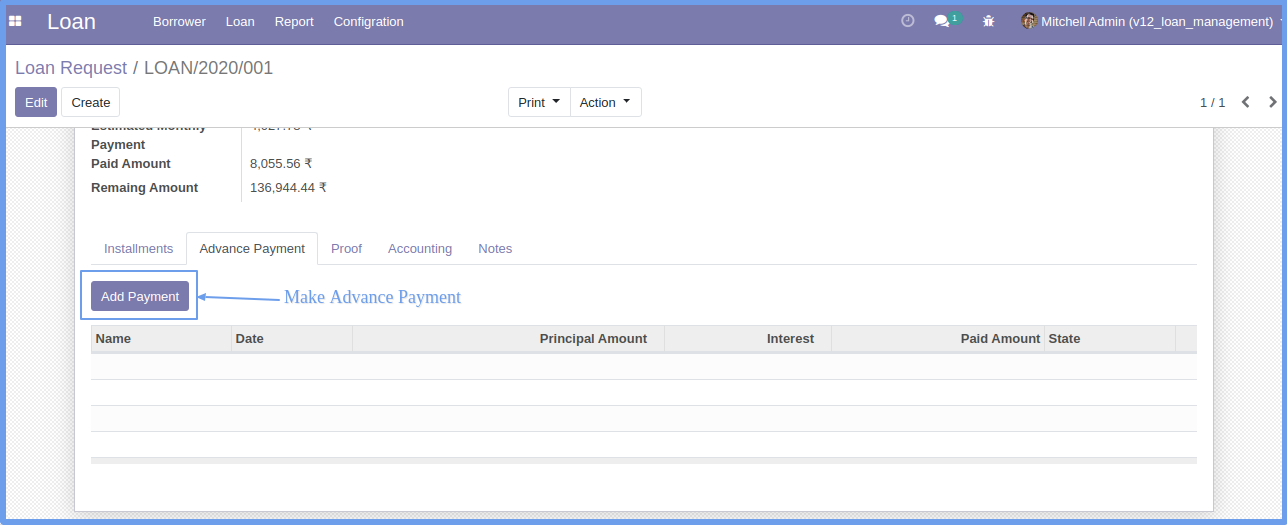 Loan Borrower Loan Report Configration 1 Mitchell Admin (v12_loan_management)
Loan Request / LOAN/2020/001
Edit Create Print Action 1 / 1
Estimated Monthly
Payment
Paid Amount 8,055.56 ₹
Remaing Amount 136,944.44 ₹
Installments Advance Payment Proof Accounting Notes
Add Payment Make Advance Payment
Name Date Principal Amount Interest Paid Amount State